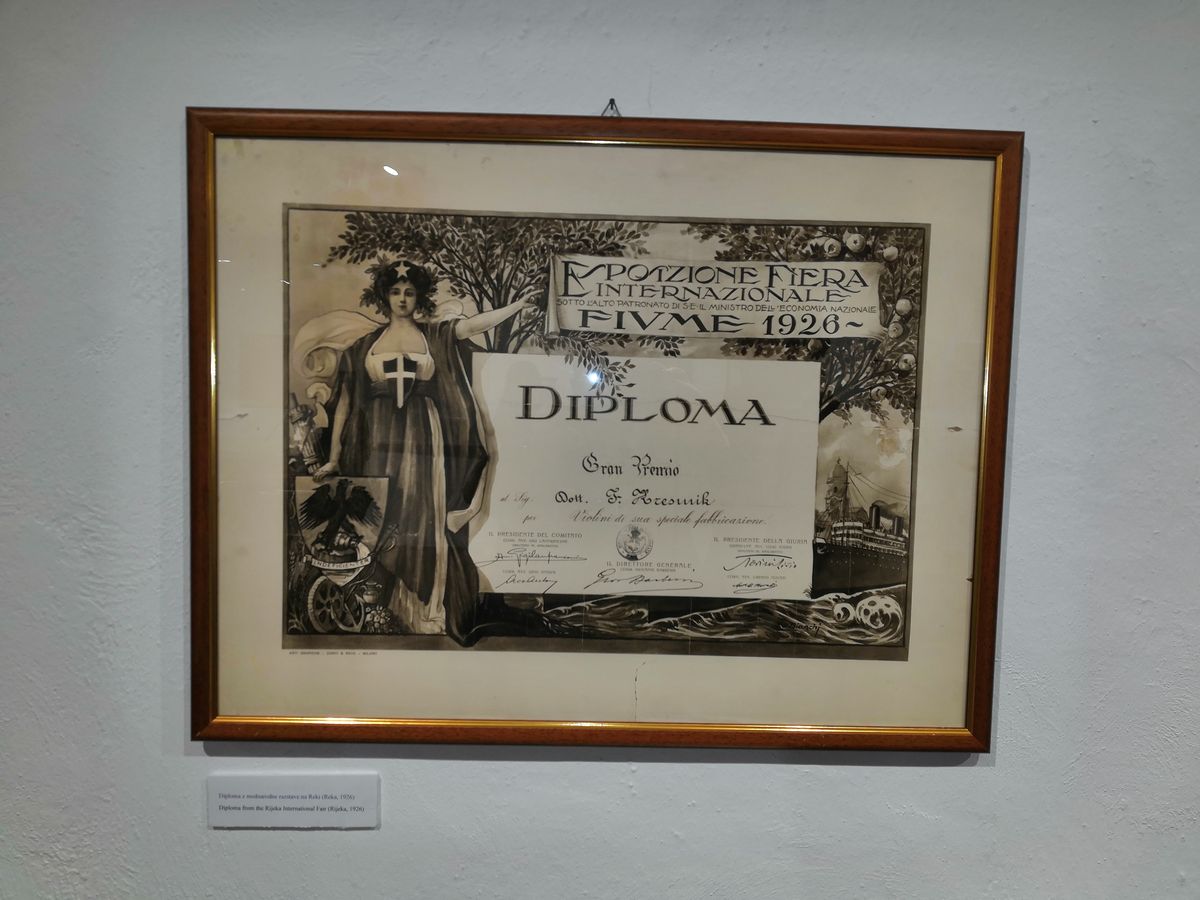 ESPOSIZIONE FIERA
INTERNAZIONALE
SOTTO L'ALTO PATRONATO DI S·E·IL MINISTRO DELL'ECONOMIA NAZIONALE
FIVME 1926
DIPLOMA
Gran Premio
al Sig. Dott. F. Kresnik
per Violini di sua speciale fabbricazione.
IL PRESIDENTE DEL COMITATO
IL PRESIDENTE DELLA GIURIA
IL DIRETTORE GENERALE
INDEFICIENTER
Diploma z mednarodne razstave na Reki (Reka, 1926)
Diploma from the Rijeka International Fair (Rijeka, 1926)